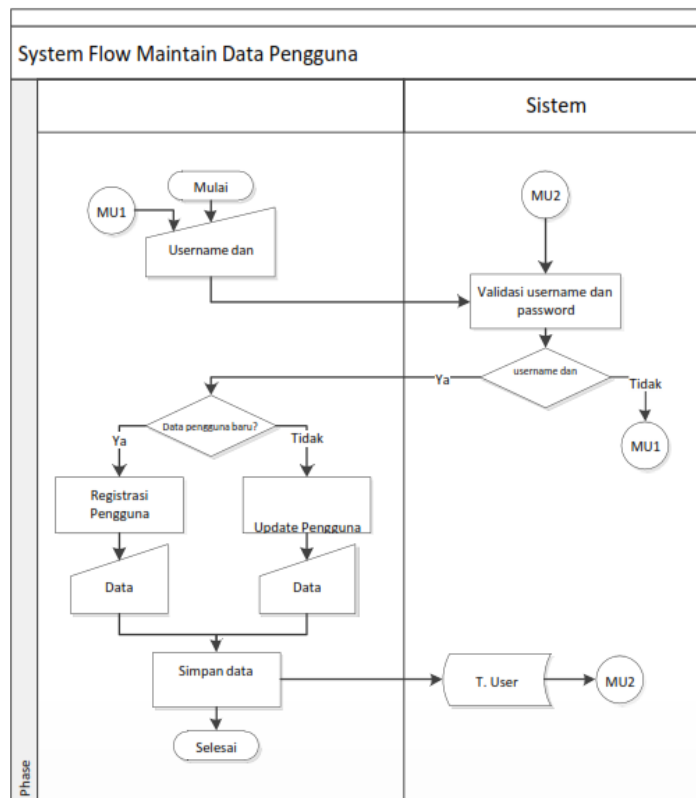 System Flow Maintain Data Pengguna
Sistem
Mulai
MU1
MU2
Username dan
Validasi username dan
password
username dan
Ya
Tidak
Data pengguna baru?
Ya
Tidak
MU1
Registrasi
Pengguna
Update Pengguna
Data
Data
Simpan data
T. User
MU2
Selesai
Phase